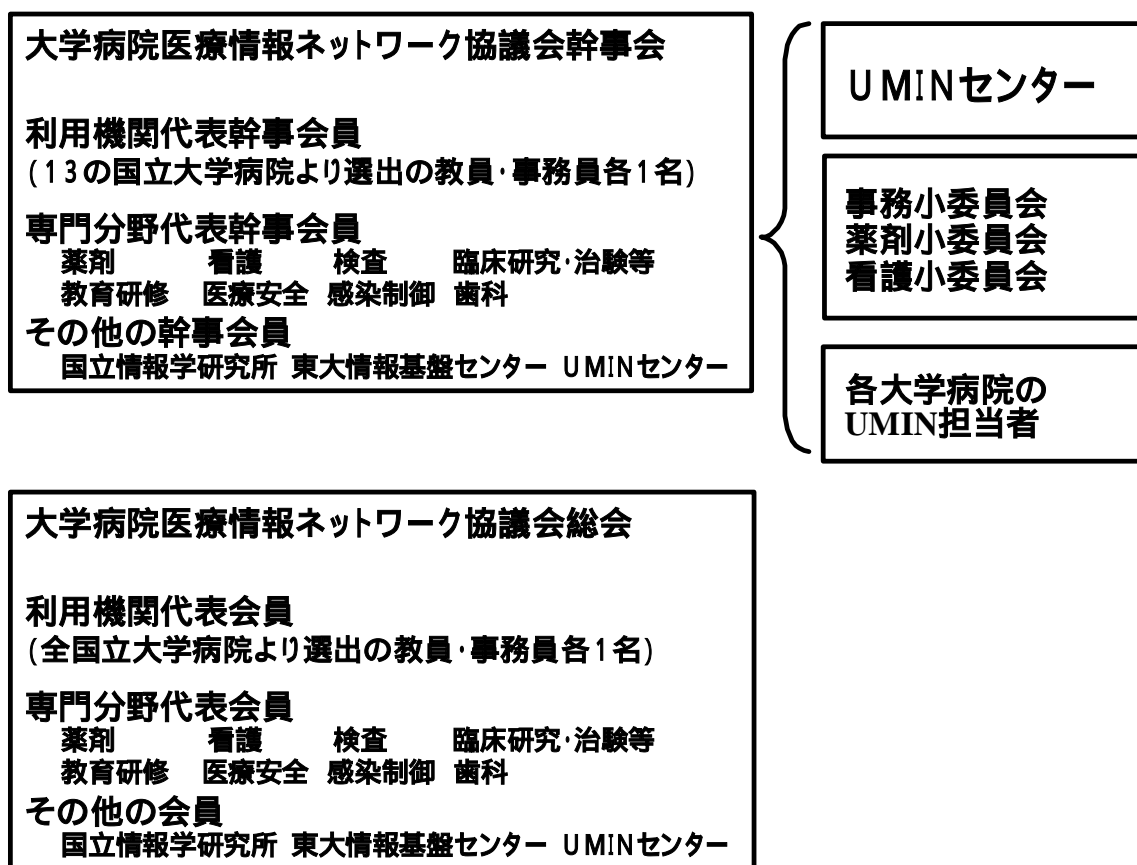 大学病院医療情報ネットワーク協議会幹事会
利用機関代表幹事会員
(13の国立大学病院より選出の教員・事務員各1名)
専門分野代表幹事会員
薬剤 看護 検査 臨床研究・治験等
教育研修 医療安全 感染制御 歯科
その他の幹事会員
国立情報学研究所 東大情報基盤センター UMINセンター
UMINセンター
事務小委員会
薬剤小委員会
看護小委員会
各大学病院の
UMIN担当者
大学病院医療情報ネットワーク協議会総会
利用機関代表会員
(全国立大学病院より選出の教員・事務員各1名)
専門分野代表会員
薬剤 看護 検査 臨床研究・治験等
教育研修 医療安全 感染制御 歯科
その他の会員
国立情報学研究所 東大情報基盤センター UMINセンター